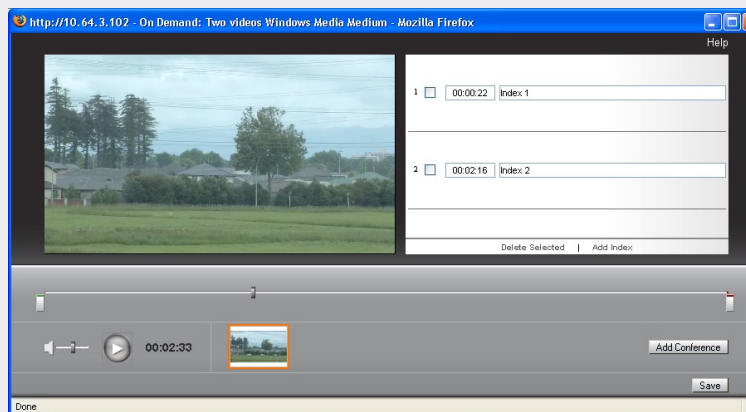 http://10.64.3.102 - On Demand: Two videos Windows Media Medium - Mozilla Firefox
Help
1 00:00:22 Index 1
2 00:02:16 Index 2
Delete Selected | Add Index
00:02:33
Add Conference
Save
Done